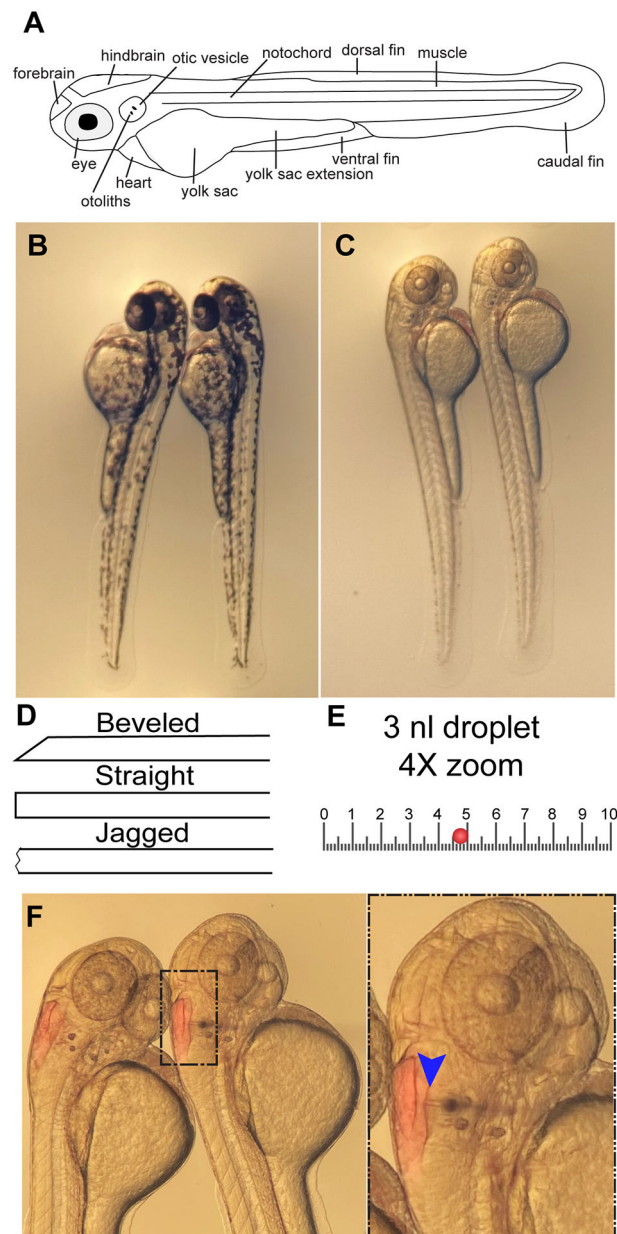 A
hindbrain
otic vesicle
notochord
dorsal fin
muscle
forebrain
eye
heart
otoliths
yolk sac
yolk sac extension
ventral fin
caudal fin
B
C
D
Beveled
Straight
Jagged
E
3 nl droplet
4X zoom
0 1 2 3 4 5 6 7 8 9 10
F